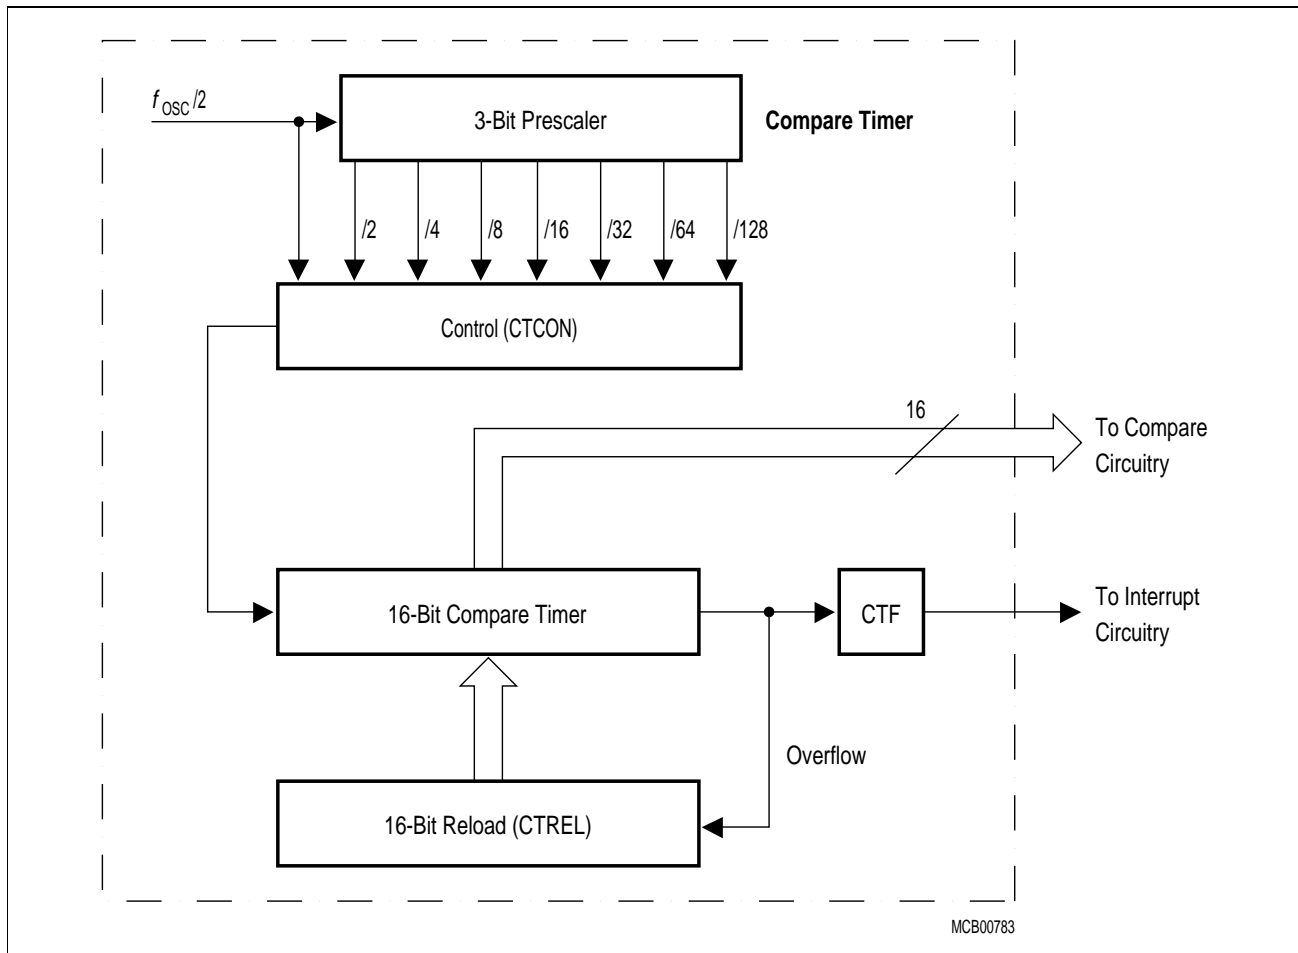 f OSC /2
3-Bit Prescaler
Compare Timer
/2
/4
/8
/16
/32
/64
/128
Control (CTCON)
16
To Compare
Circuitry
16-Bit Compare Timer
CTF
To Interrupt
Circuitry
Overflow
16-Bit Reload (CTREL)
MCB00783